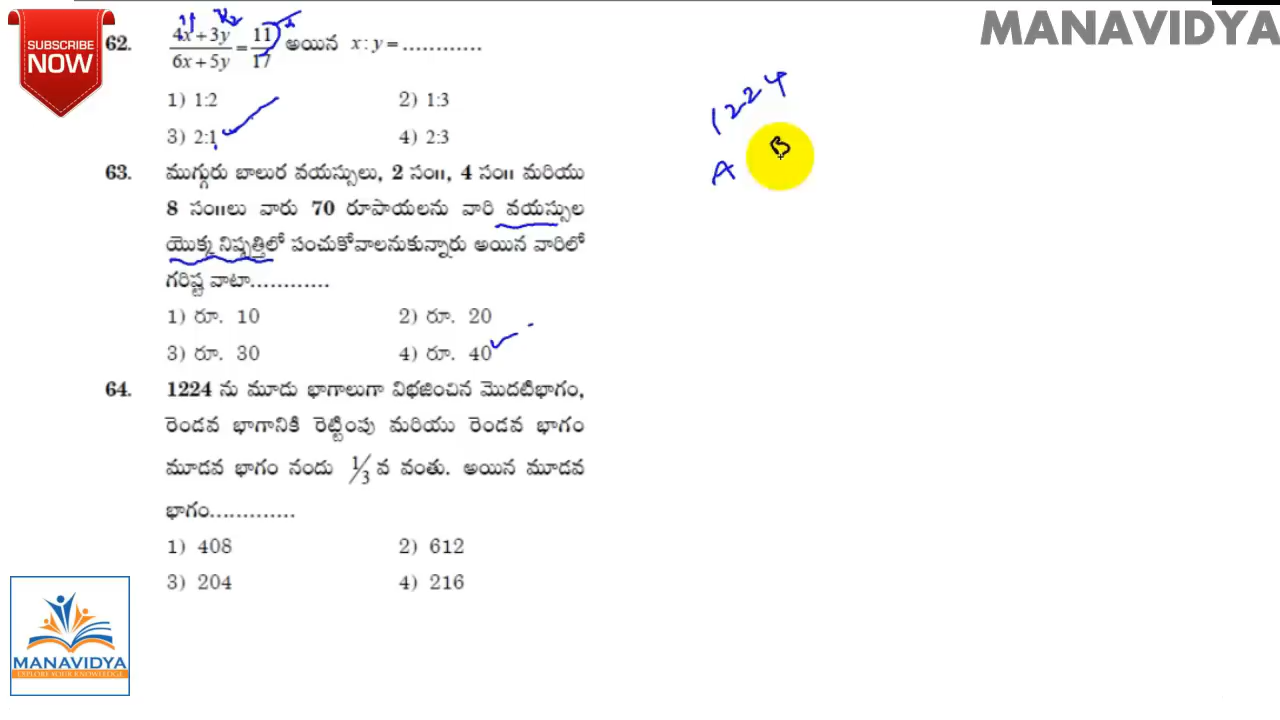 SUBSCRIBE
NOW
MANAVIDYA
62. 4x+3y/6x+5y = 11/17 అయిన x : y = ............
1) 1:2 2) 1:3
3) 2:1 4) 2:3
63. ముగ్గురు బాలుర వయస్సులు, 2 సం॥, 4 సం॥ మరియు
8 సం॥లు వారు 70 రూపాయలను వారి వయస్సుల
యొక్క నిష్పత్తిలో పంచుకోవాలనుకున్నారు అయిన వారిలో
గరిష్ట వాటా............
1) రూ. 10 2) రూ. 20
3) రూ. 30 4) రూ. 40
64. 1224 ను మూడు భాగాలుగా విభజించిన మొదటిభాగం,
రెండవ భాగానికి రెట్టింపు మరియు రెండవ భాగం
మూడవ భాగం నందు 1/3 వ వంతు. అయిన మూడవ
భాగం.............
1) 408 2) 612
3) 204 4) 216
1224
A B
MANAVIDYA
EXPLORE YOUR KNOWLEDGE